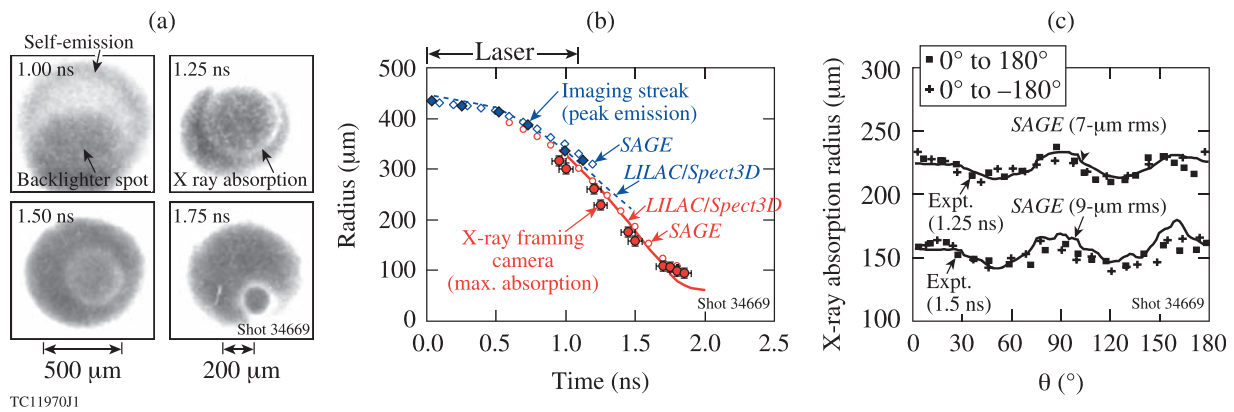 (a)
Self-emission
1.00 ns
1.25 ns
Backlighter spot
X ray absorption
1.50 ns
1.75 ns
Shot 34669
500 µm
200 µm
TC11970J1
(b)
Laser
Radius (µm)
500
400
300
200
100
0
Imaging streak
(peak emission)
SAGE
LILAC/Spect3D
LILAC/Spect3D
SAGE
X-ray framing
camera
(max. absorption)
Shot 34669
0.0 0.5 1.0 1.5 2.0 2.5
Time (ns)
(c)
0° to 180°
0° to –180°
X-ray absorption radius (µm)
300
250
200
150
100
SAGE (7-µm rms)
Expt.
(1.25 ns)
SAGE (9-µm rms)
Expt.
(1.5 ns)
Shot 34669
0 30 60 90 120 150 180
θ (°)